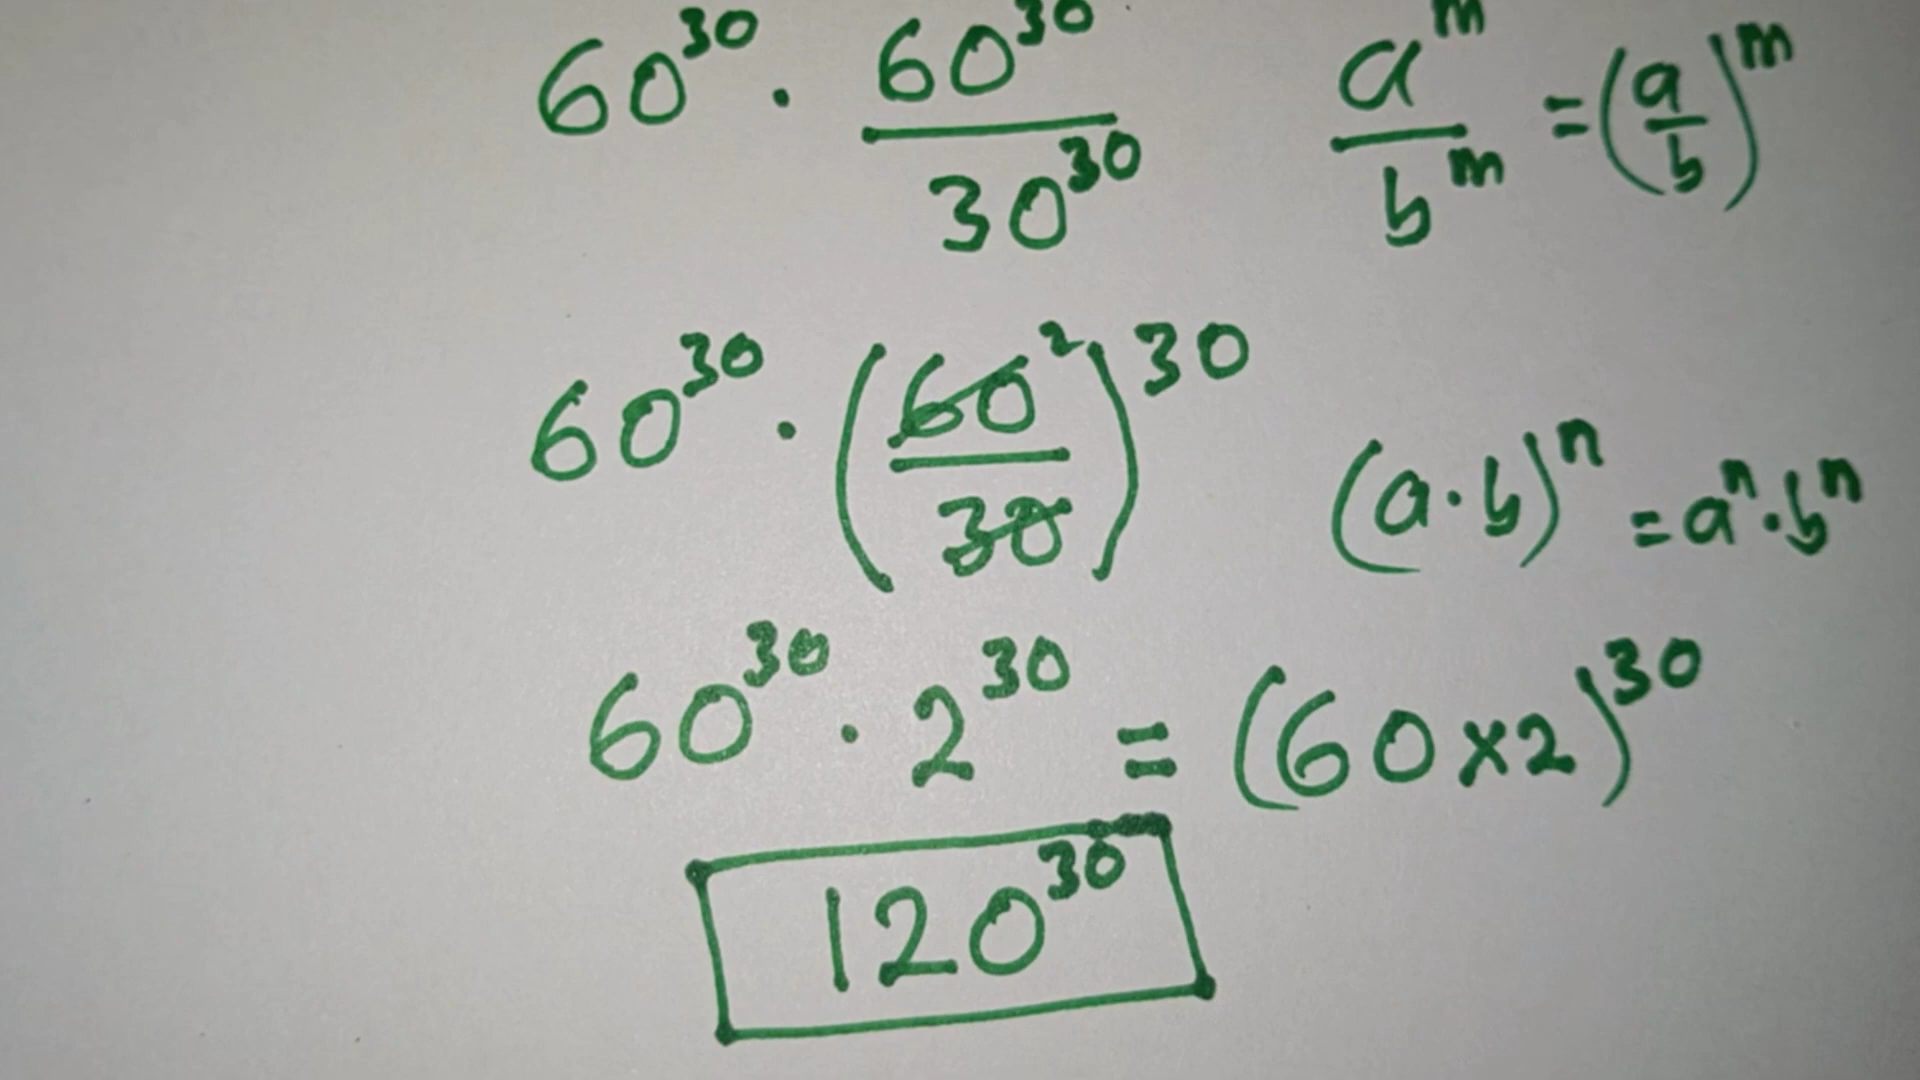 60^30 · 60^30 / 30^30    a^m / b^m = (a/b)^m
60^30 · (60^2 / 30)^30    (a·b)^n = a^n·b^n
60^30 · 2^30 = (60×2)^30
120^30